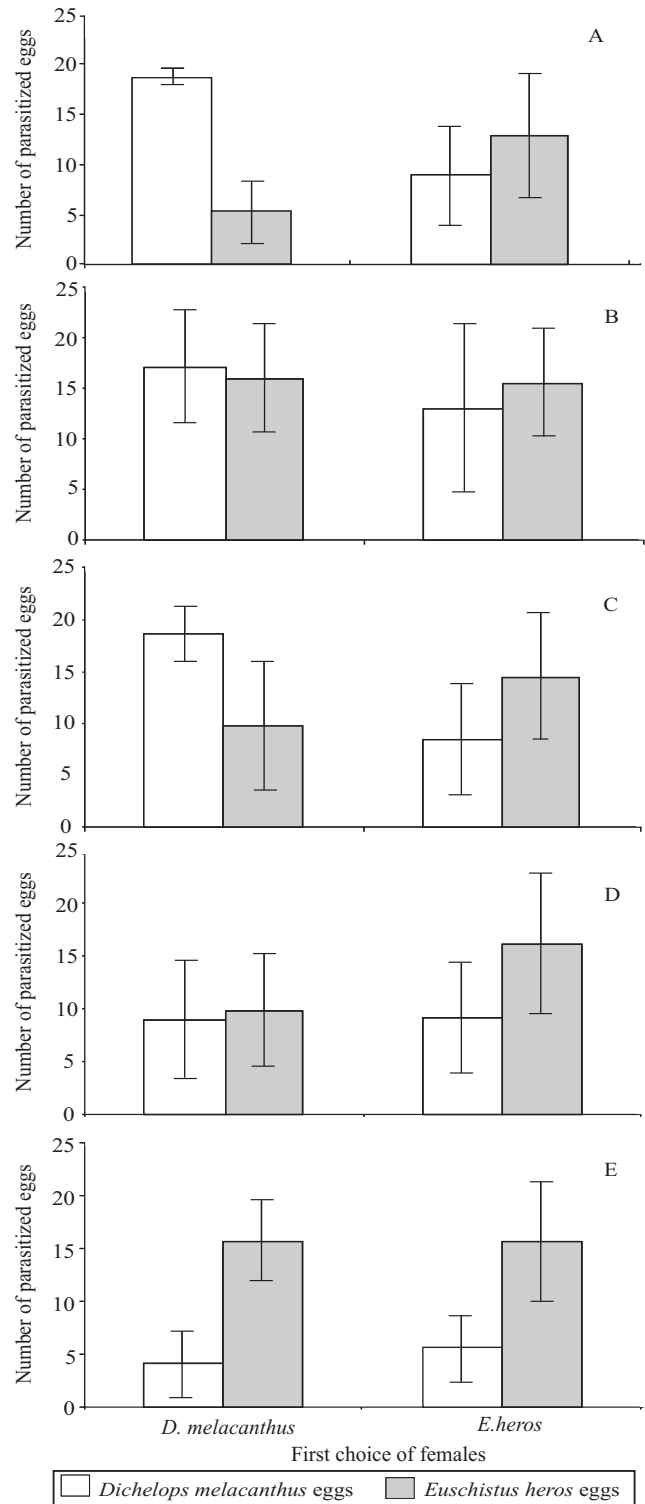 A
Number of parasitized eggs
25
20
15
10
5
0
B
Number of parasitized eggs
25
20
15
10
5
0
C
Number of parasitized eggs
25
20
15
10
5
0
D
Number of parasitized eggs
25
20
15
10
5
0
E
Number of parasitized eggs
25
20
15
10
5
0
D. melacanthus E.heros
First choice of females
Dichelops melacanthus eggs Euschistus heros eggs